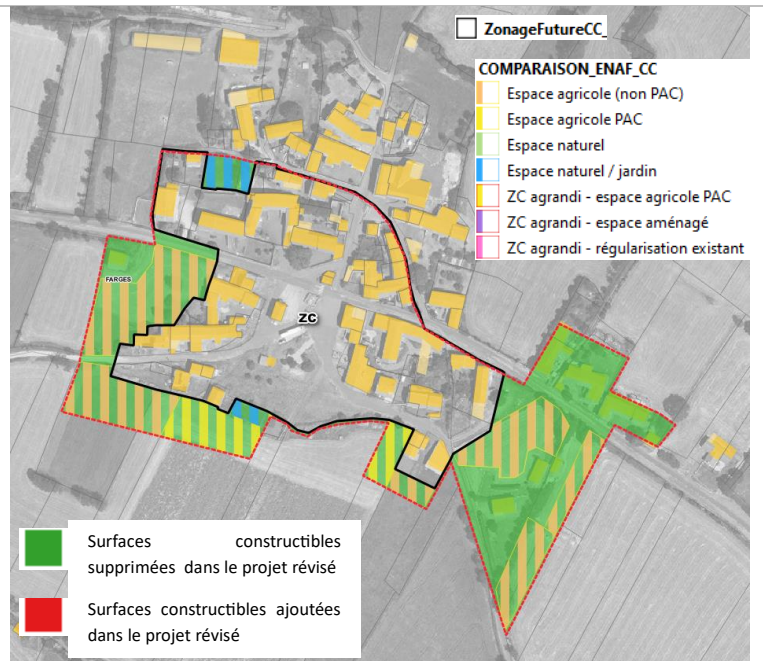 ZonageFutureCC_
COMPARAISON_ENAF_CC
Espace agricole (non PAC)
Espace agricole PAC
Espace naturel
Espace naturel / jardin
ZC agrandi - espace agricole PAC
ZC agrandi - espace aménagé
ZC agrandi - régularisation existant
FARGES
ZC
Surfaces constructibles
supprimées dans le projet révisé
Surfaces constructibles ajoutées
dans le projet révisé